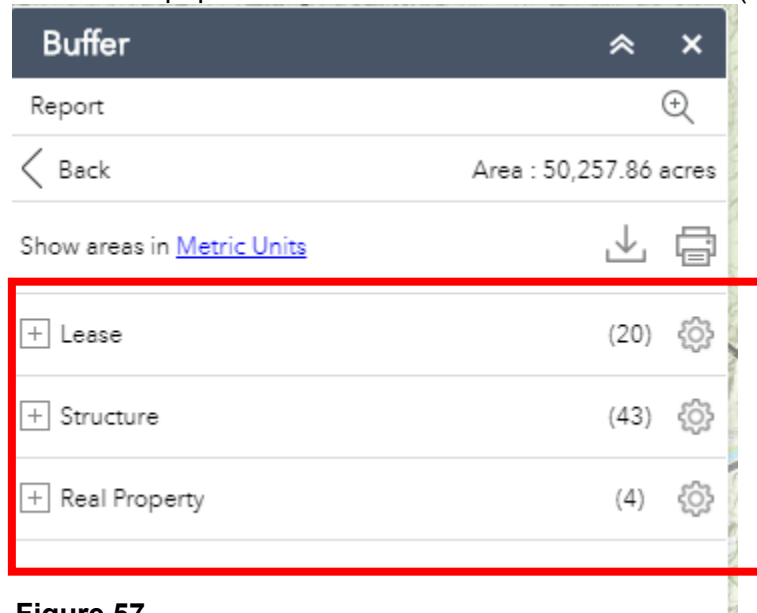 Buffer
Report
Back Area : 50,257.86 acres
Show areas in Metric Units
Lease (20)
Structure (43)
Real Property (4)
Figure 57